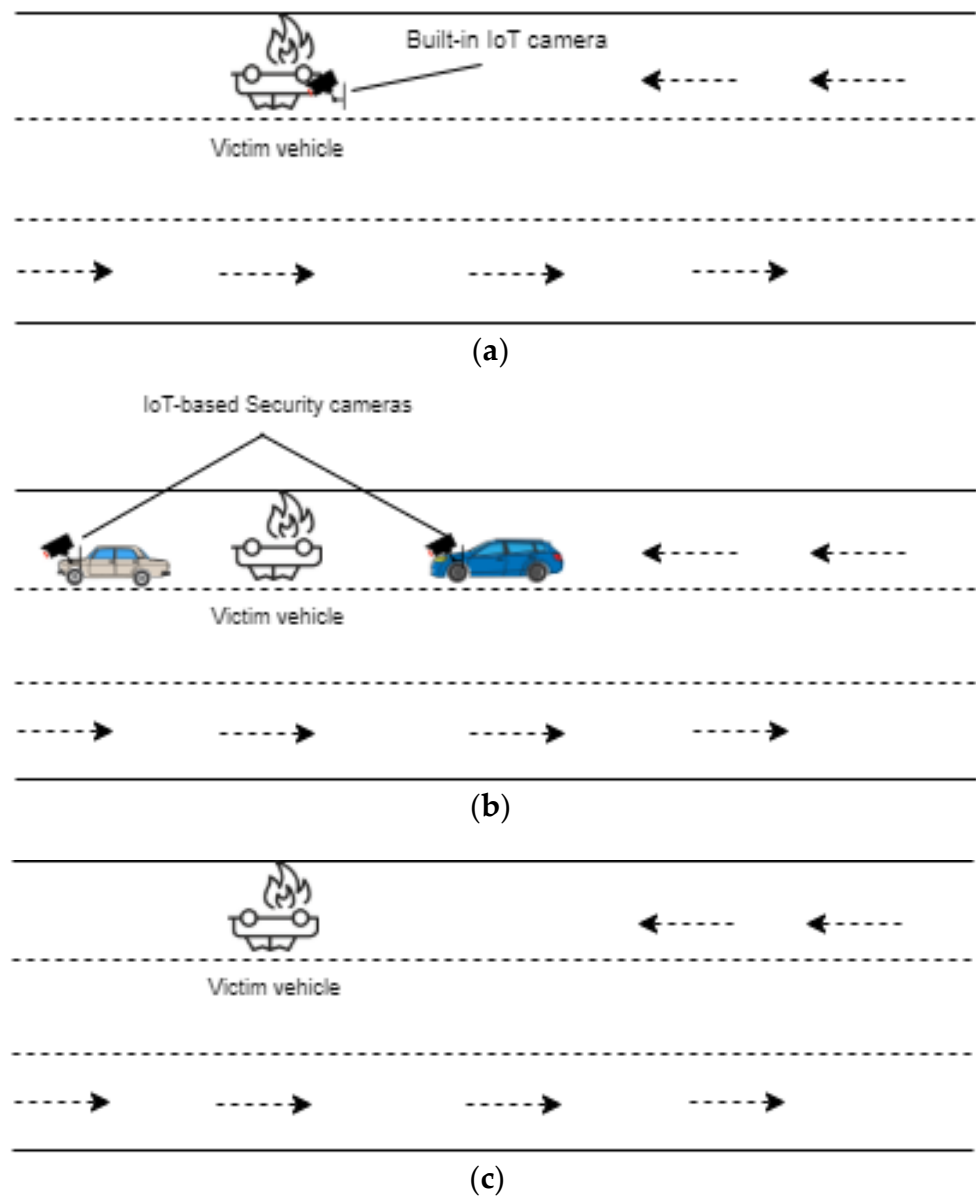 Built-in IoT camera
Victim vehicle
(a)
IoT-based Security cameras
Victim vehicle
(b)
Victim vehicle
(c)